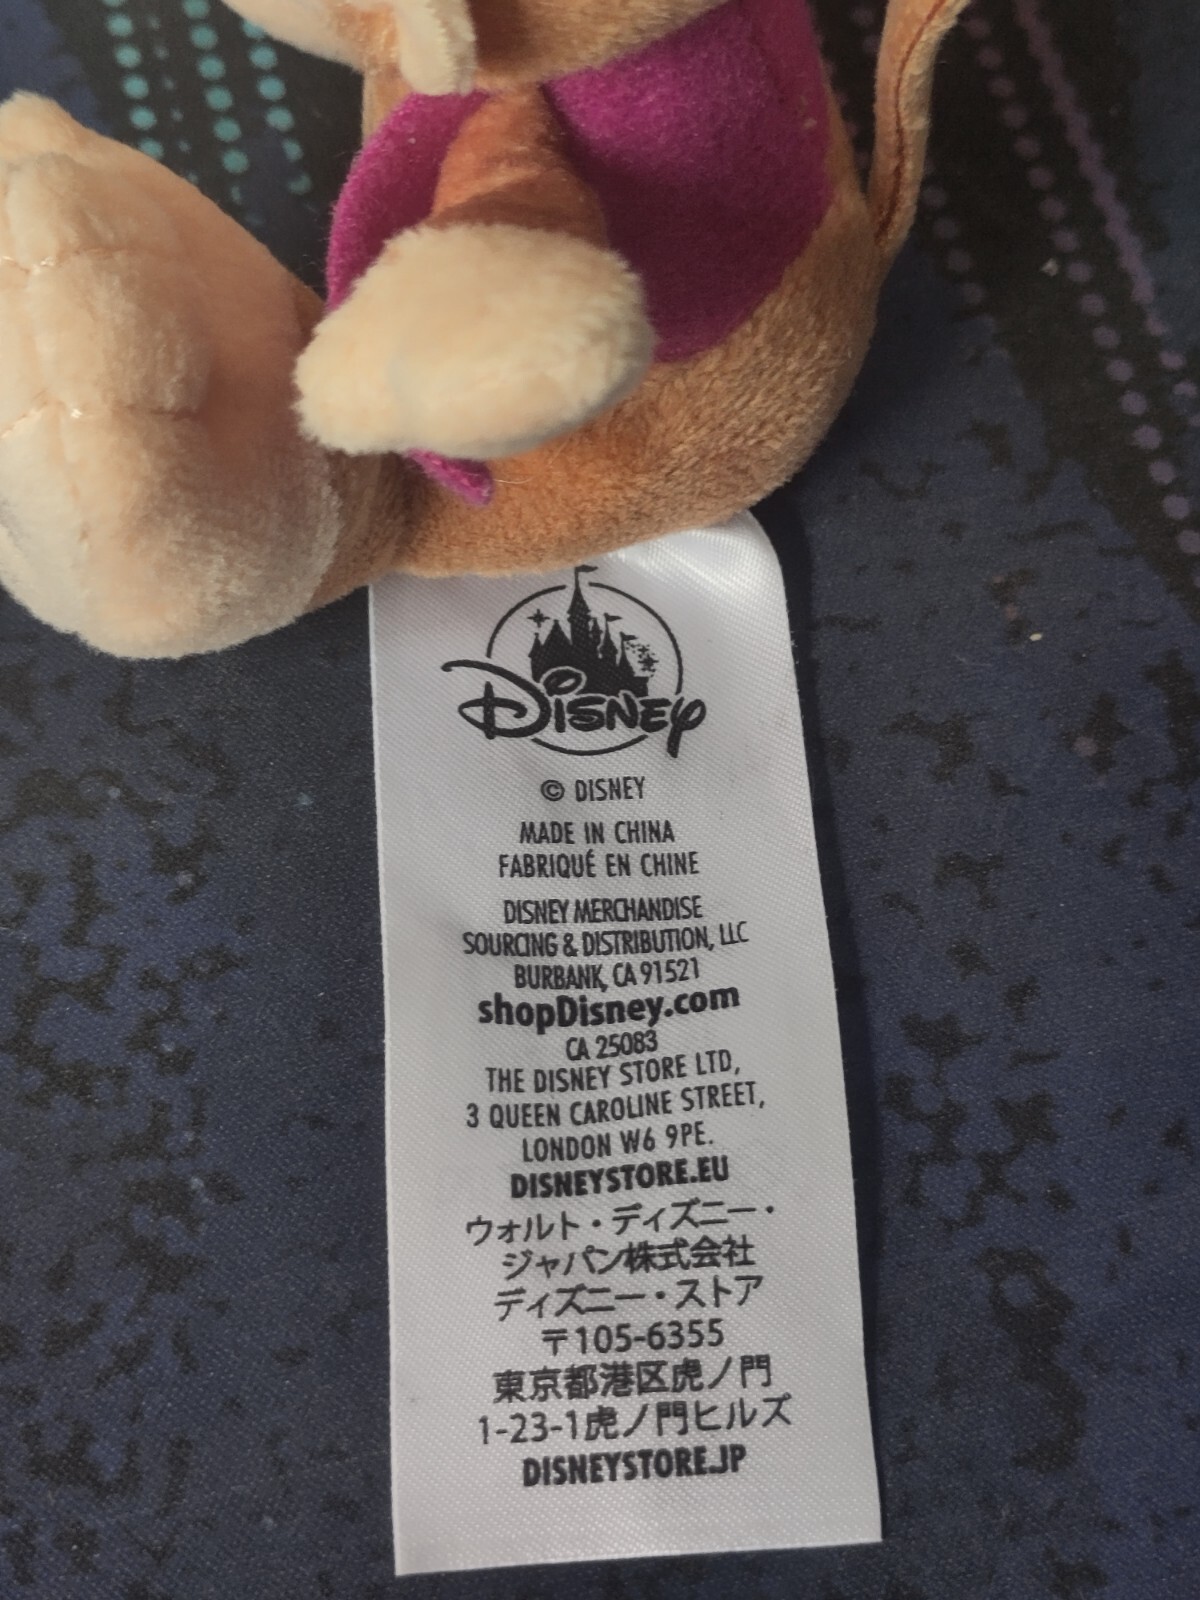 Disney
© DISNEY
MADE IN CHINA
FABRIQUÉ EN CHINE
DISNEY MERCHANDISE
SOURCING & DISTRIBUTION, LLC
BURBANK, CA 91521
shopDisney.com
CA 25083
THE DISNEY STORE LTD,
3 QUEEN CAROLINE STREET,
LONDON W6 9PE.
DISNEYSTORE.EU
ウォルト・ディズニー・
ジャパン株式会社
ディズニー・ストア
〒105-6355
東京都港区虎ノ門
1-23-1虎ノ門ヒルズ
DISNEYSTORE.JP